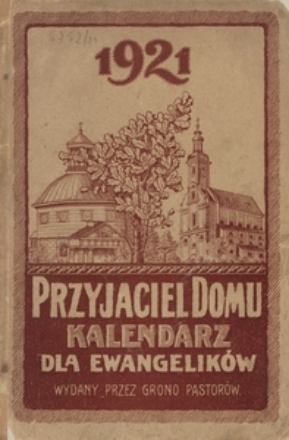 1921
PRZYJACIEL DOMU
KALENDARZ
DLA EWANGELIKÓW
WYDANY PRZEZ GRONO PASTORÓW.